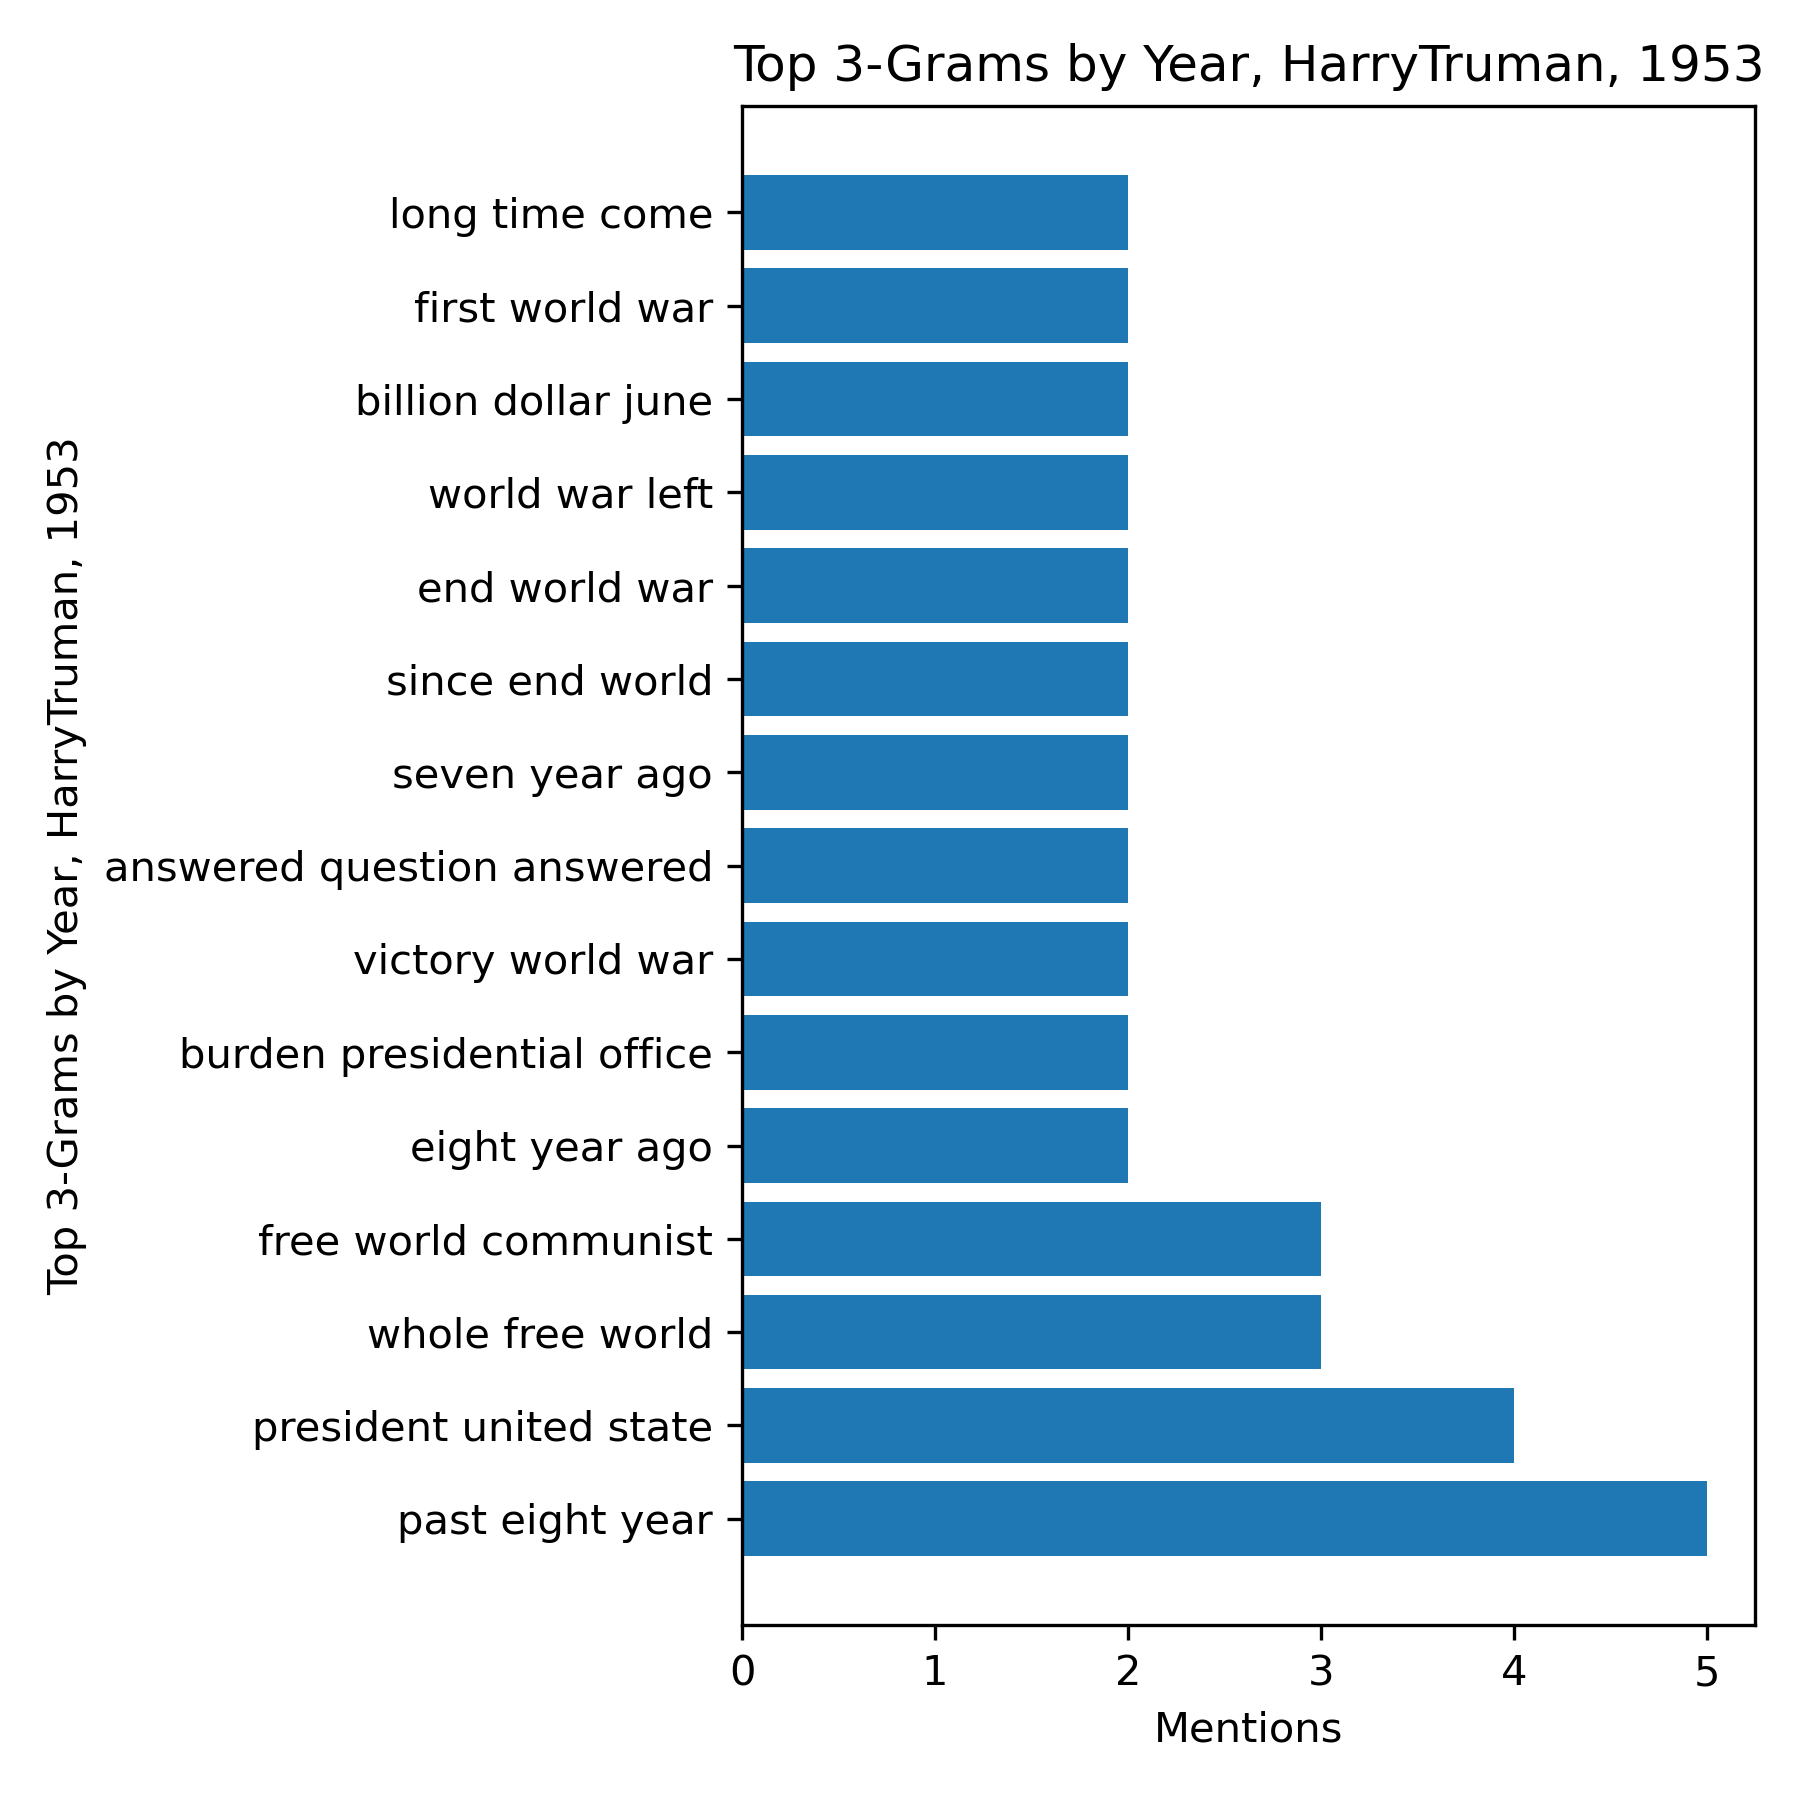 Top 3-Grams by Year, HarryTruman, 1953
Top 3-Grams by Year, HarryTruman, 1953
long time come
first world war
billion dollar june
world war left
end world war
since end world
seven year ago
answered question answered
victory world war
burden presidential office
eight year ago
free world communist
whole free world
president united state
past eight year
0 1 2 3 4 5
Mentions